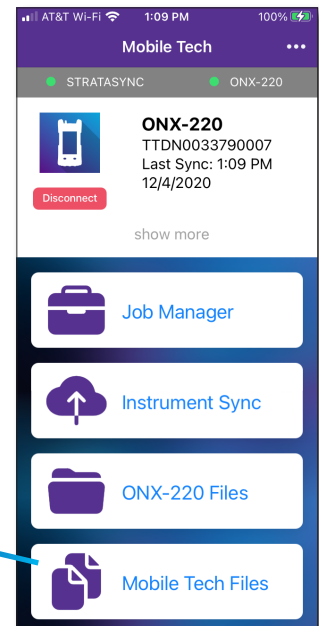 AT&T Wi-Fi 1:09 PM 100%
Mobile Tech
STRATASYNC ONX-220
ONX-220
TTDN0033790007
Last Sync: 1:09 PM
12/4/2020
Disconnect
show more
Job Manager
Instrument Sync
ONX-220 Files
Mobile Tech Files